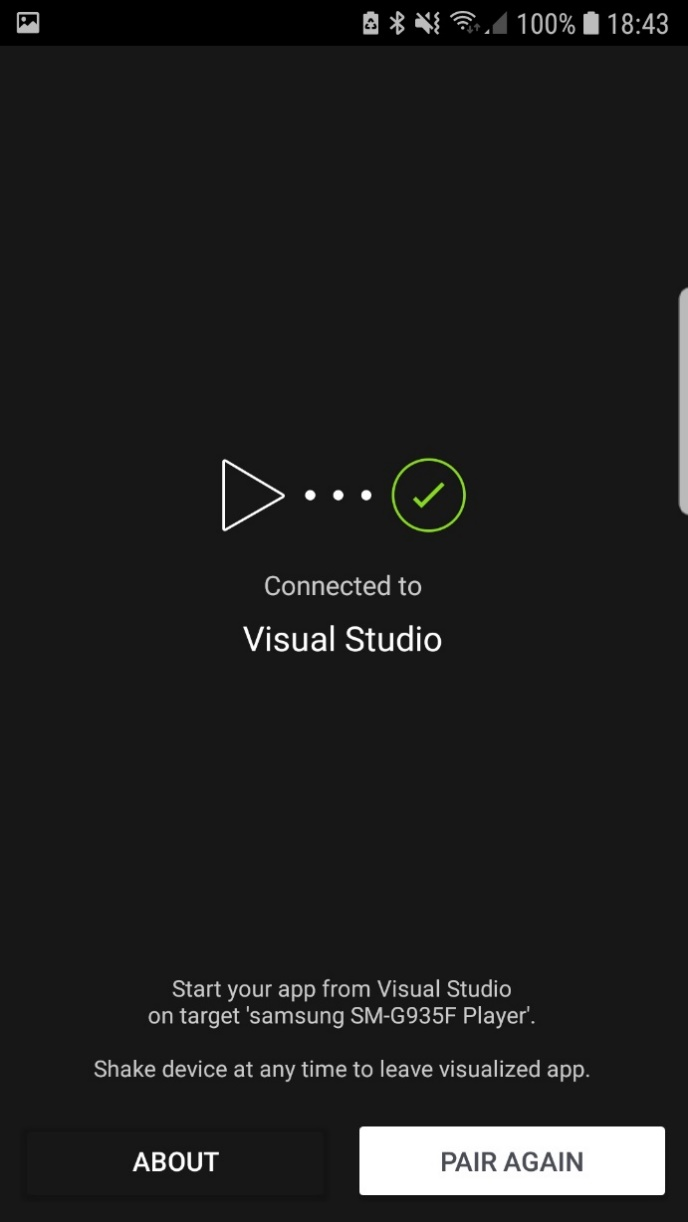 100% 18:43
Connected to
Visual Studio
Start your app from Visual Studio
on target 'samsung SM-G935F Player'.
Shake device at any time to leave visualized app.
ABOUT PAIR AGAIN